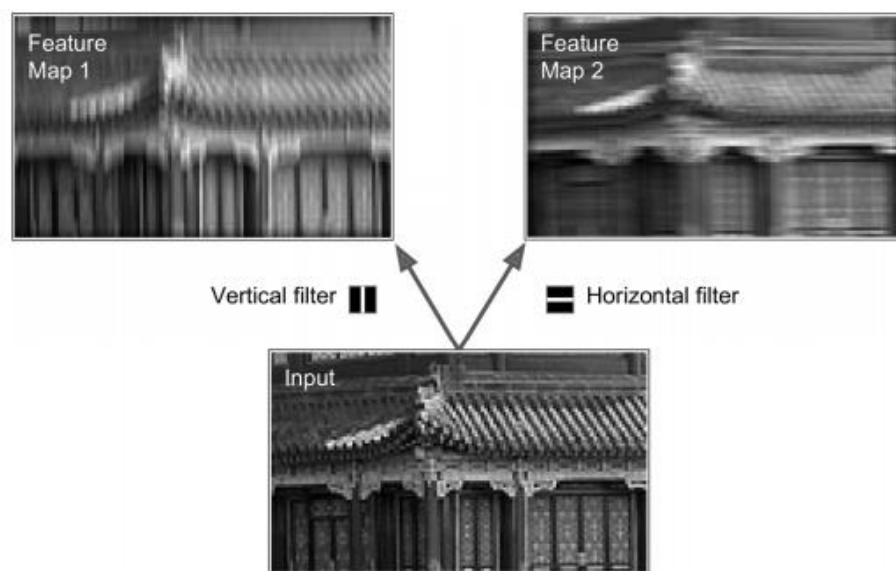 Feature
Map 1
Feature
Map 2
Vertical filter
Horizontal filter
Input